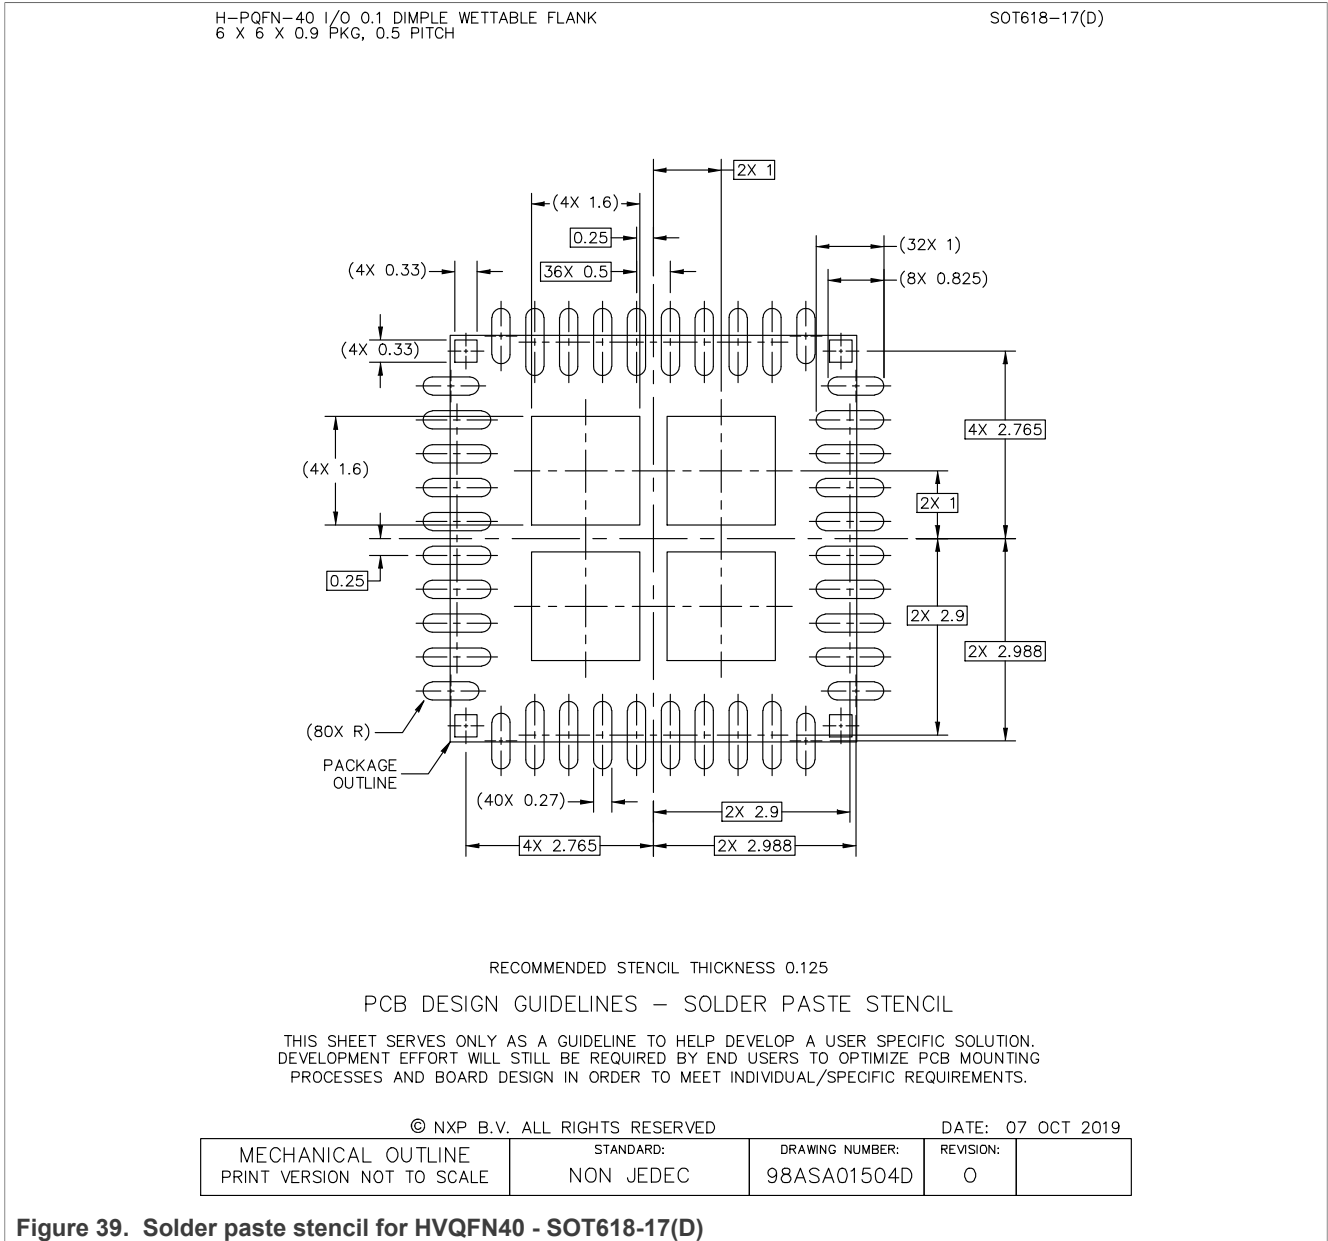 H-PQFN-40 I/O 0.1 DIMPLE WETTABLE FLANK
6 X 6 X 0.9 PKG, 0.5 PITCH
SOT618-17(D)
2X 1
(4X 1.6)
0.25
(32X 1)
(4X 0.33)
36X 0.5
(8X 0.825)
(4X 0.33)
4X 2.765
(4X 1.6)
2X 1
0.25
2X 2.9
2X 2.988
(80X R)
PACKAGE
OUTLINE
(40X 0.27)
2X 2.9
4X 2.765
2X 2.988
RECOMMENDED STENCIL THICKNESS 0.125
PCB DESIGN GUIDELINES – SOLDER PASTE STENCIL
THIS SHEET SERVES ONLY AS A GUIDELINE TO HELP DEVELOP A USER SPECIFIC SOLUTION.
DEVELOPMENT EFFORT WILL STILL BE REQUIRED BY END USERS TO OPTIMIZE PCB MOUNTING
PROCESSES AND BOARD DESIGN IN ORDER TO MEET INDIVIDUAL/SPECIFIC REQUIREMENTS.
© NXP B.V. ALL RIGHTS RESERVED
DATE: 07 OCT 2019
MECHANICAL OUTLINE
PRINT VERSION NOT TO SCALE
STANDARD:
NON JEDEC
DRAWING NUMBER:
98ASA01504D
REVISION:
O
Figure 39. Solder paste stencil for HVQFN40 - SOT618-17(D)